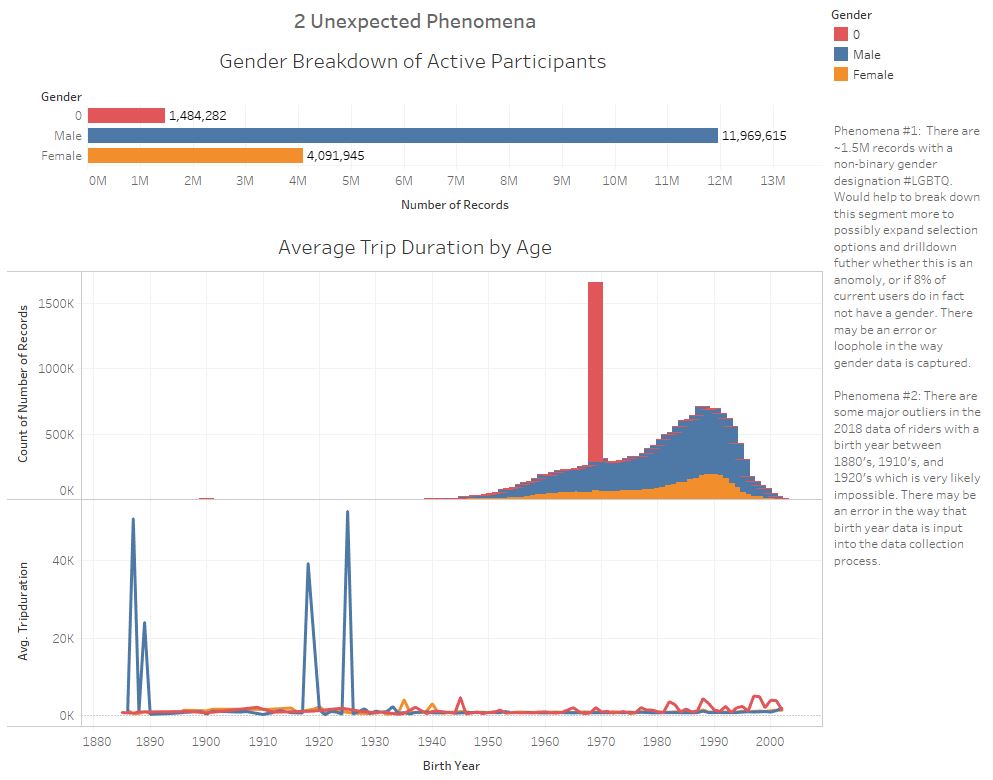 2 Unexpected Phenomena
Gender Breakdown of Active Participants
Gender
0 1,484,282
Male 11,969,615
Female 4,091,945
0M 1M 2M 3M 4M 5M 6M 7M 8M 9M 10M 11M 12M 13M
Number of Records
Average Trip Duration by Age
Count of Number of Records
1500K
1000K
500K
0K
Avg. Tripduration
40K
20K
0K
1880 1890 1900 1910 1920 1930 1940 1950 1960 1970 1980 1990 2000
Birth Year
Gender
0
Male
Female
Phenomena #1:  There are
~1.5M records with a
non-binary gender
designation #LGBTQ.
Would help to break down
this segment more to
possibly expand selection
options and drilldown
futher whether this is an
anomoly, or if 8% of
current users do in fact
not have a gender. There
may be an error or
loophole in the way
gender data is captured.
Phenomena #2: There are
some major outliers in the
2018 data of riders with a
birth year between
1880's, 1910's, and
1920's which is very likely
impossible. There may be
an error in the way that
birth year data is input
into the data collection
process.